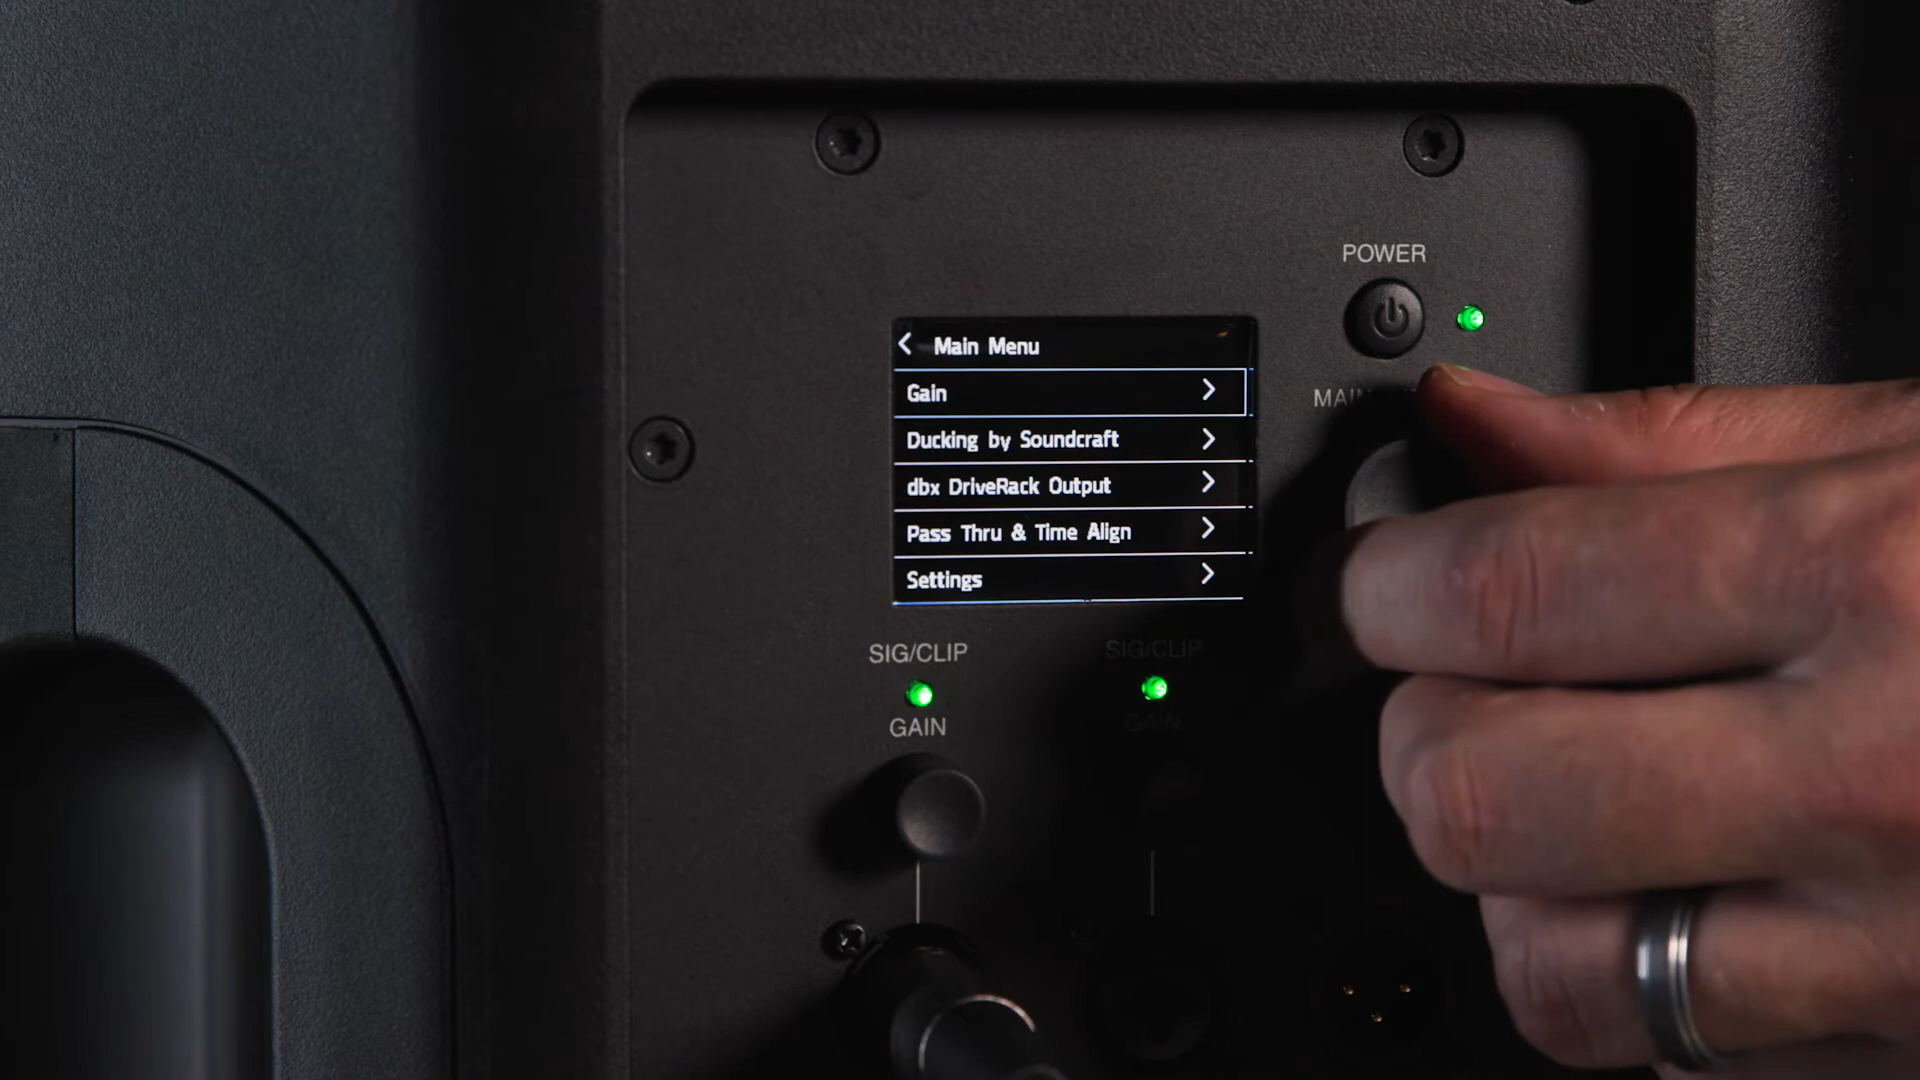 POWER
Main Menu
Gain
MAIN
Ducking by Soundcraft
dbx DriveRack Output
Pass Thru & Time Align
Settings
SIG/CLIP
SIG/CLIP
GAIN
GAIN